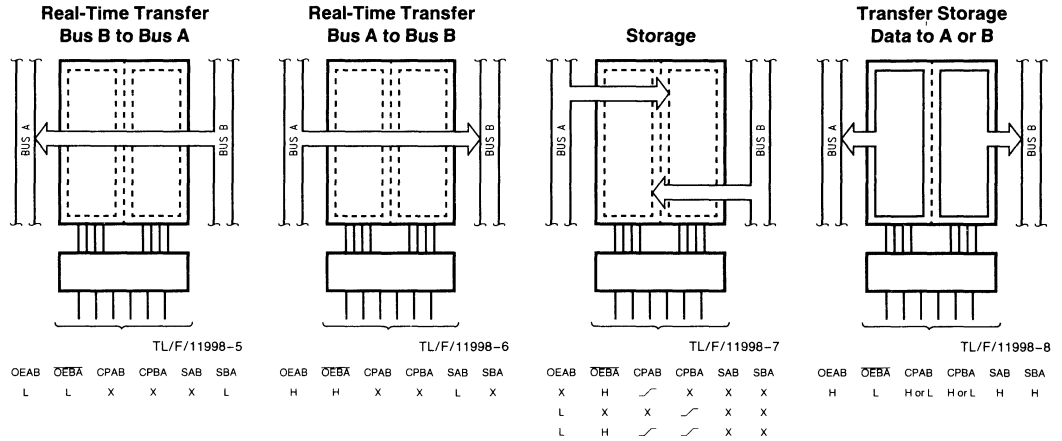 Real-Time Transfer
Bus B to Bus A
BUS A
BUS B
TL/F/11998-5
OEAB OEBA CPAB CPBA SAB SBA
L L X X X L
Real-Time Transfer
Bus A to Bus B
BUS A
BUS B
TL/F/11998-6
OEAB OEBA CPAB CPBA SAB SBA
H H X X L X
Storage
BUS A
BUS B
TL/F/11998-7
OEAB OEBA CPAB CPBA SAB SBA
X H X X X
L X X X X
L H X X
Transfer Storage
Data to A or B
BUS A
BUS B
TL/F/11998-8
OEAB OEBA CPAB CPBA SAB SBA
H L H or L H or L H H